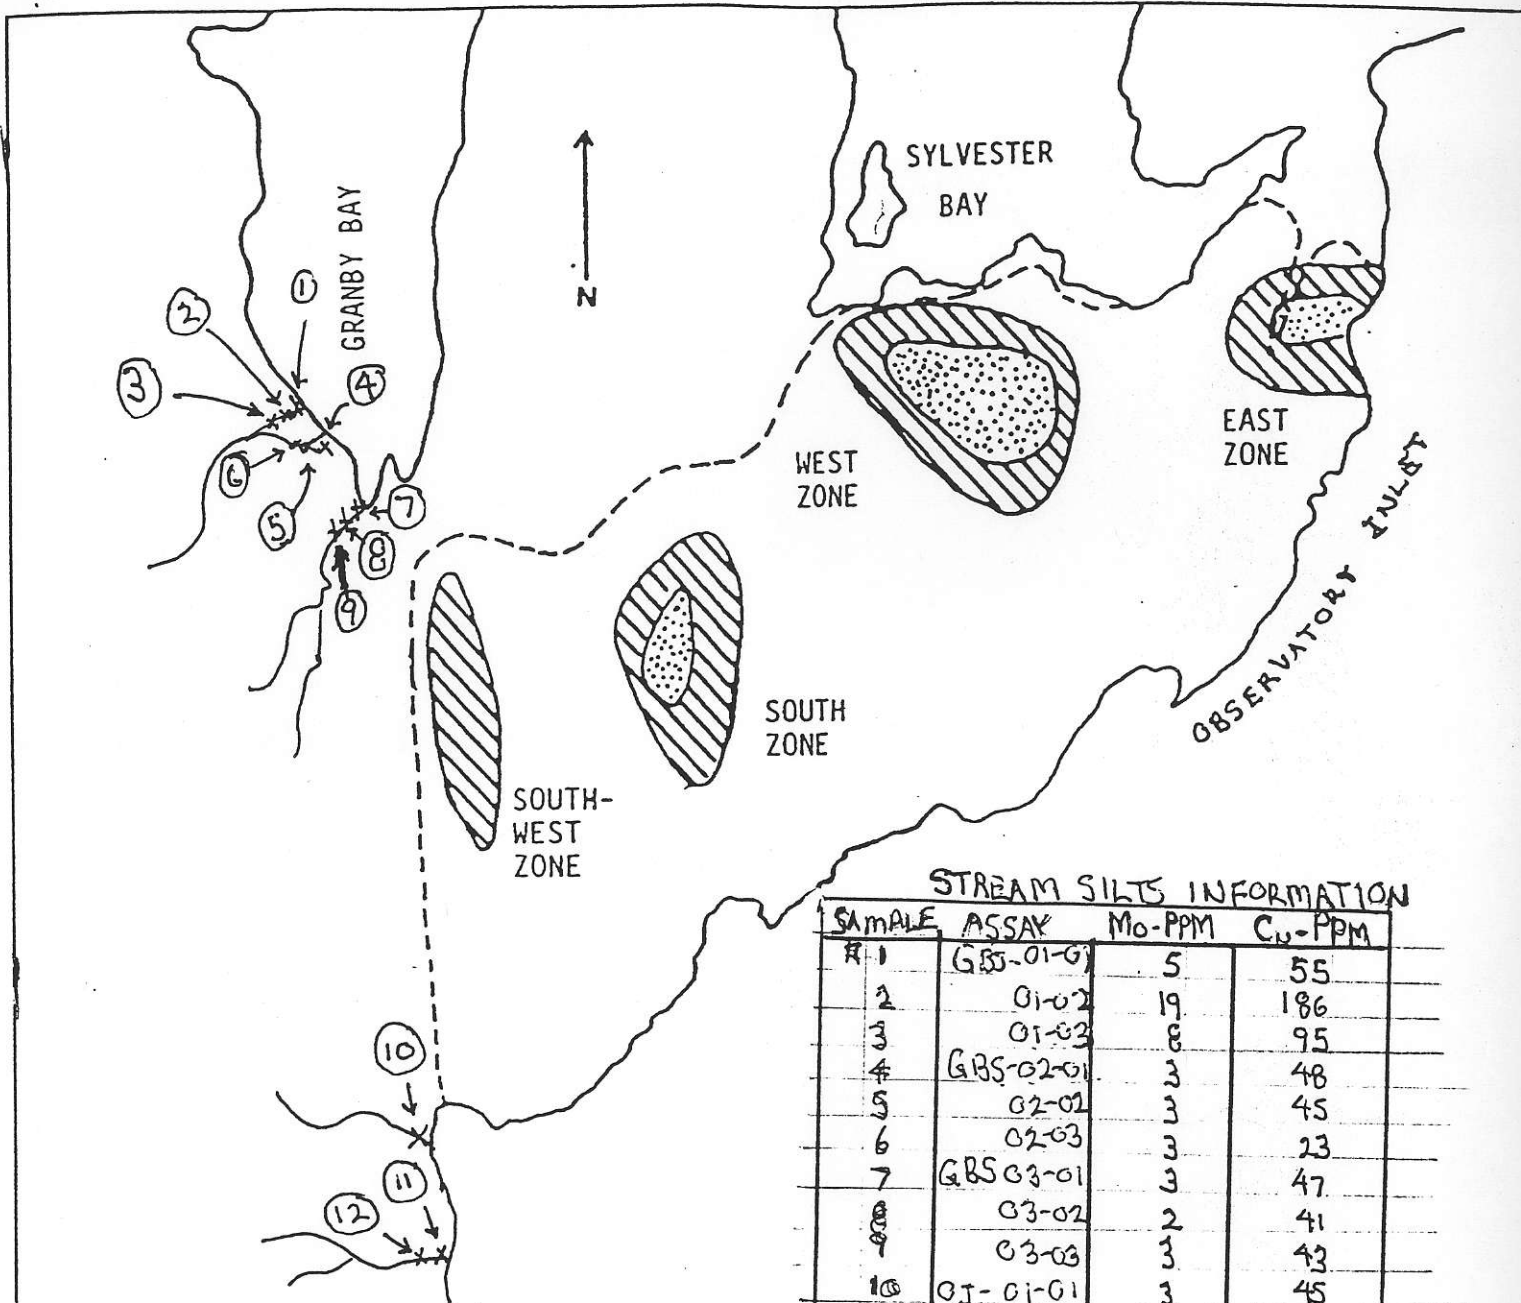 SYLVESTER
BAY
GRANBY BAY
N
1
2
3
4
5
6
7
8
9
WEST
ZONE
EAST
ZONE
OBSERVATORY INLET
SOUTH
ZONE
SOUTH-
WEST
ZONE
10
11
12
STREAM SILTS INFORMATION
SAMPLE ASSAY Mo-PPM Cu-PPM
# 1 GBS-01-01 5 55
2 01-02 19 186
3 01-03 8 95
4 GBS-02-01 3 48
5 02-02 3 45
6 02-03 3 23
7 GBS 03-01 3 47
8 03-02 2 41
9 03-03 3 43
10 OJ-01-01 3 45